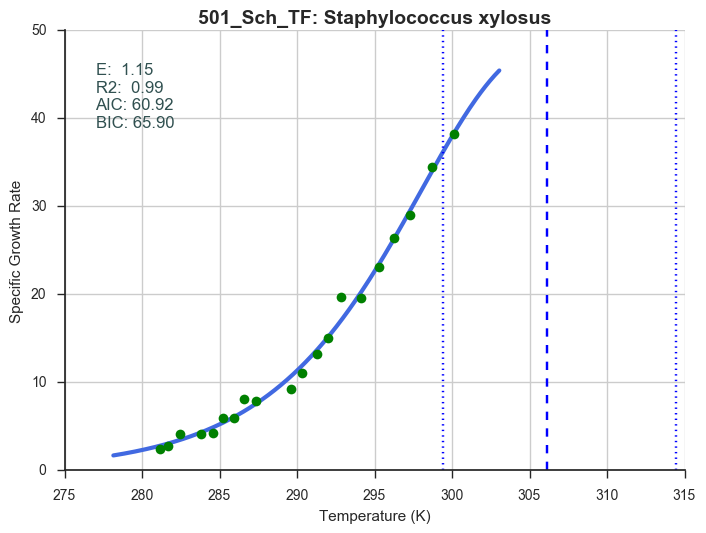 501_Sch_TF: Staphylococcus xylosus
50
40
30
20
10
0
E:  1.15
R2:  0.99
AIC: 60.92
BIC: 65.90
Specific Growth Rate
275 280 285 290 295 300 305 310 315
Temperature (K)